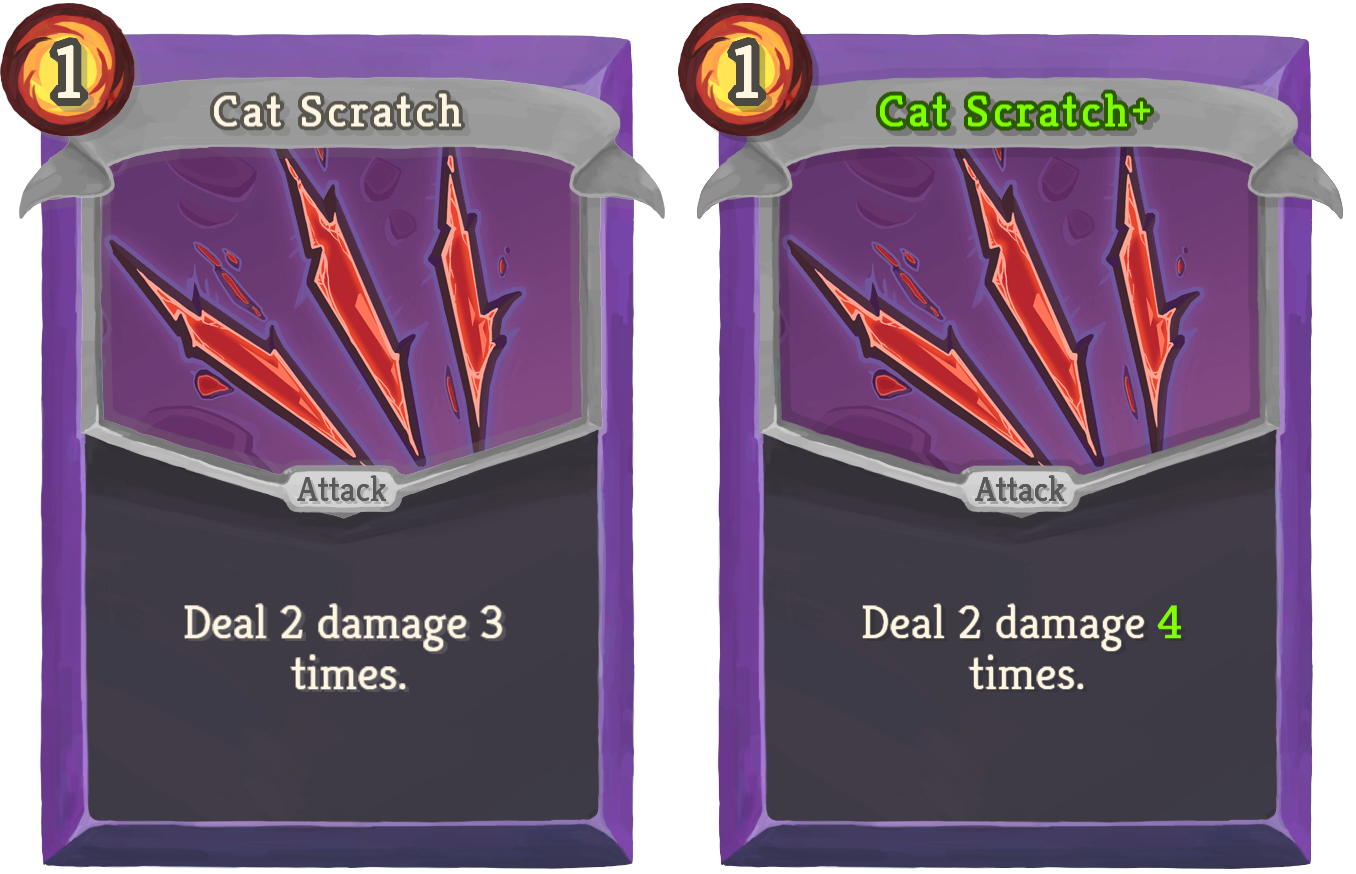 1
Cat Scratch
Attack
Deal 2 damage 3
times.
1
Cat Scratch+
Attack
Deal 2 damage 4
times.